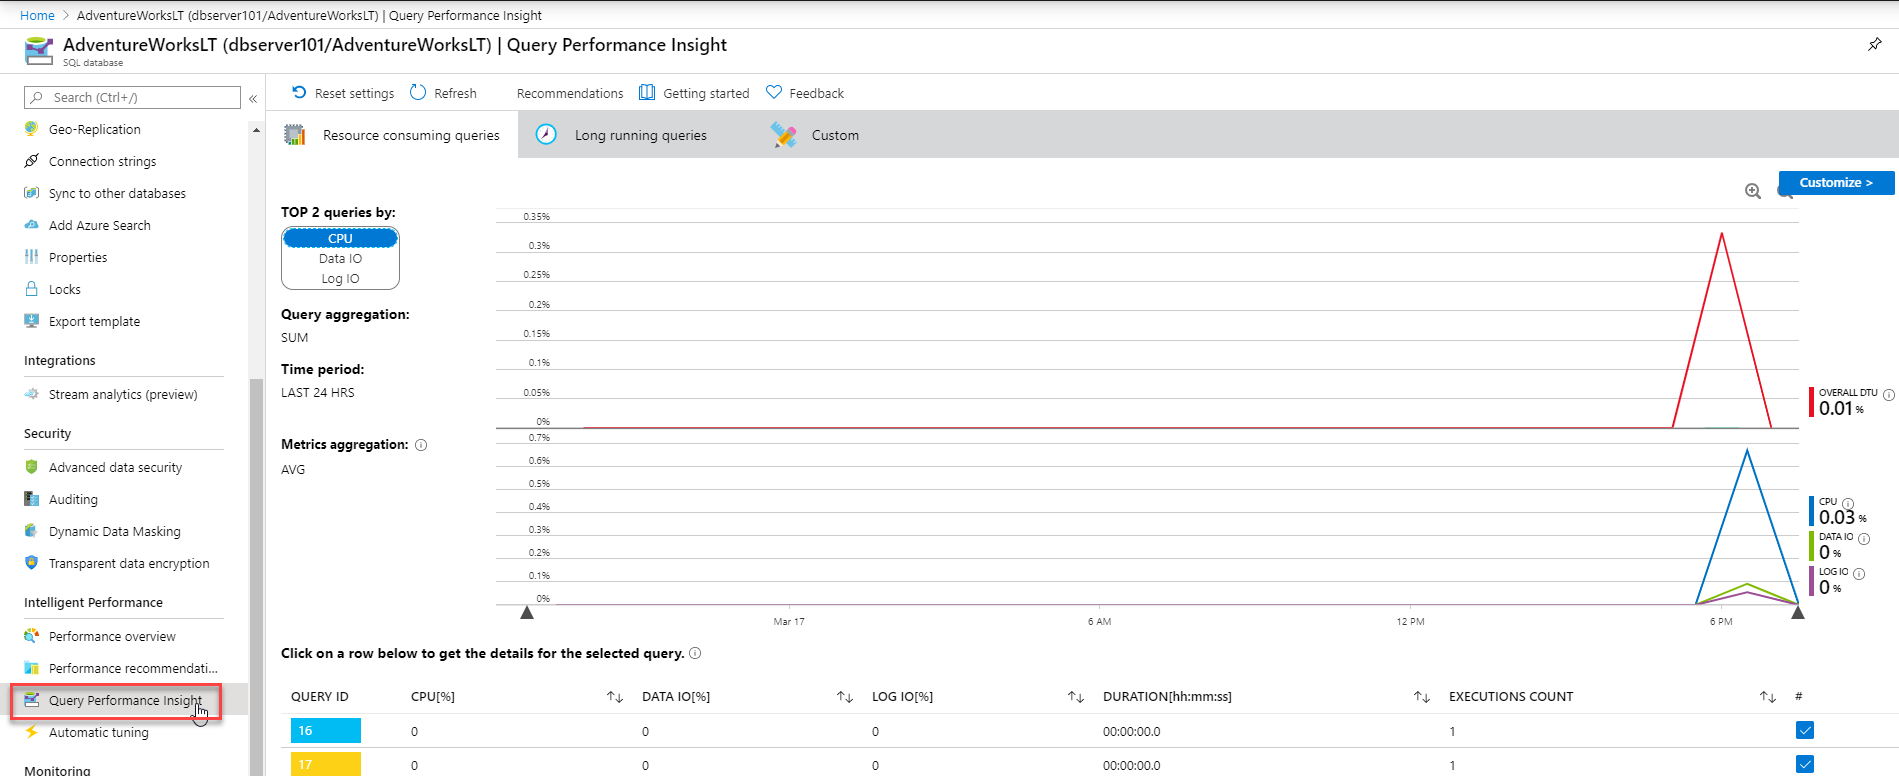 Home > AdventureWorksLT (dbserver101/AdventureWorksLT) | Query Performance Insight
AdventureWorksLT (dbserver101/AdventureWorksLT) | Query Performance Insight
SQL database
Search (Ctrl+/)
«
Geo-Replication
Connection strings
Sync to other databases
Add Azure Search
Properties
Locks
Export template
Integrations
Stream analytics (preview)
Security
Advanced data security
Auditing
Dynamic Data Masking
Transparent data encryption
Intelligent Performance
Performance overview
Performance recommendati...
Query Performance Insight
Automatic tuning
Monitoring
Reset settings Refresh Recommendations Getting started Feedback
Resource consuming queries Long running queries Custom
Customize >
TOP 2 queries by:
CPU
Data IO
Log IO
Query aggregation:
SUM
Time period:
LAST 24 HRS
Metrics aggregation:
AVG
0.35%
0.3%
0.25%
0.2%
0.15%
0.1%
0.05%
0%
0.7%
0.6%
0.5%
0.4%
0.3%
0.2%
0.1%
0%
Mar 17 6 AM 12 PM 6 PM
OVERALL DTU
0.01 %
CPU
0.03 %
DATA IO
0 %
LOG IO
0 %
Click on a row below to get the details for the selected query.
QUERY ID CPU[%] DATA IO[%] LOG IO[%] DURATION[hh:mm:ss] EXECUTIONS COUNT #
16 0 0 0 00:00:00.0 1
17 0 0 0 00:00:00.0 1